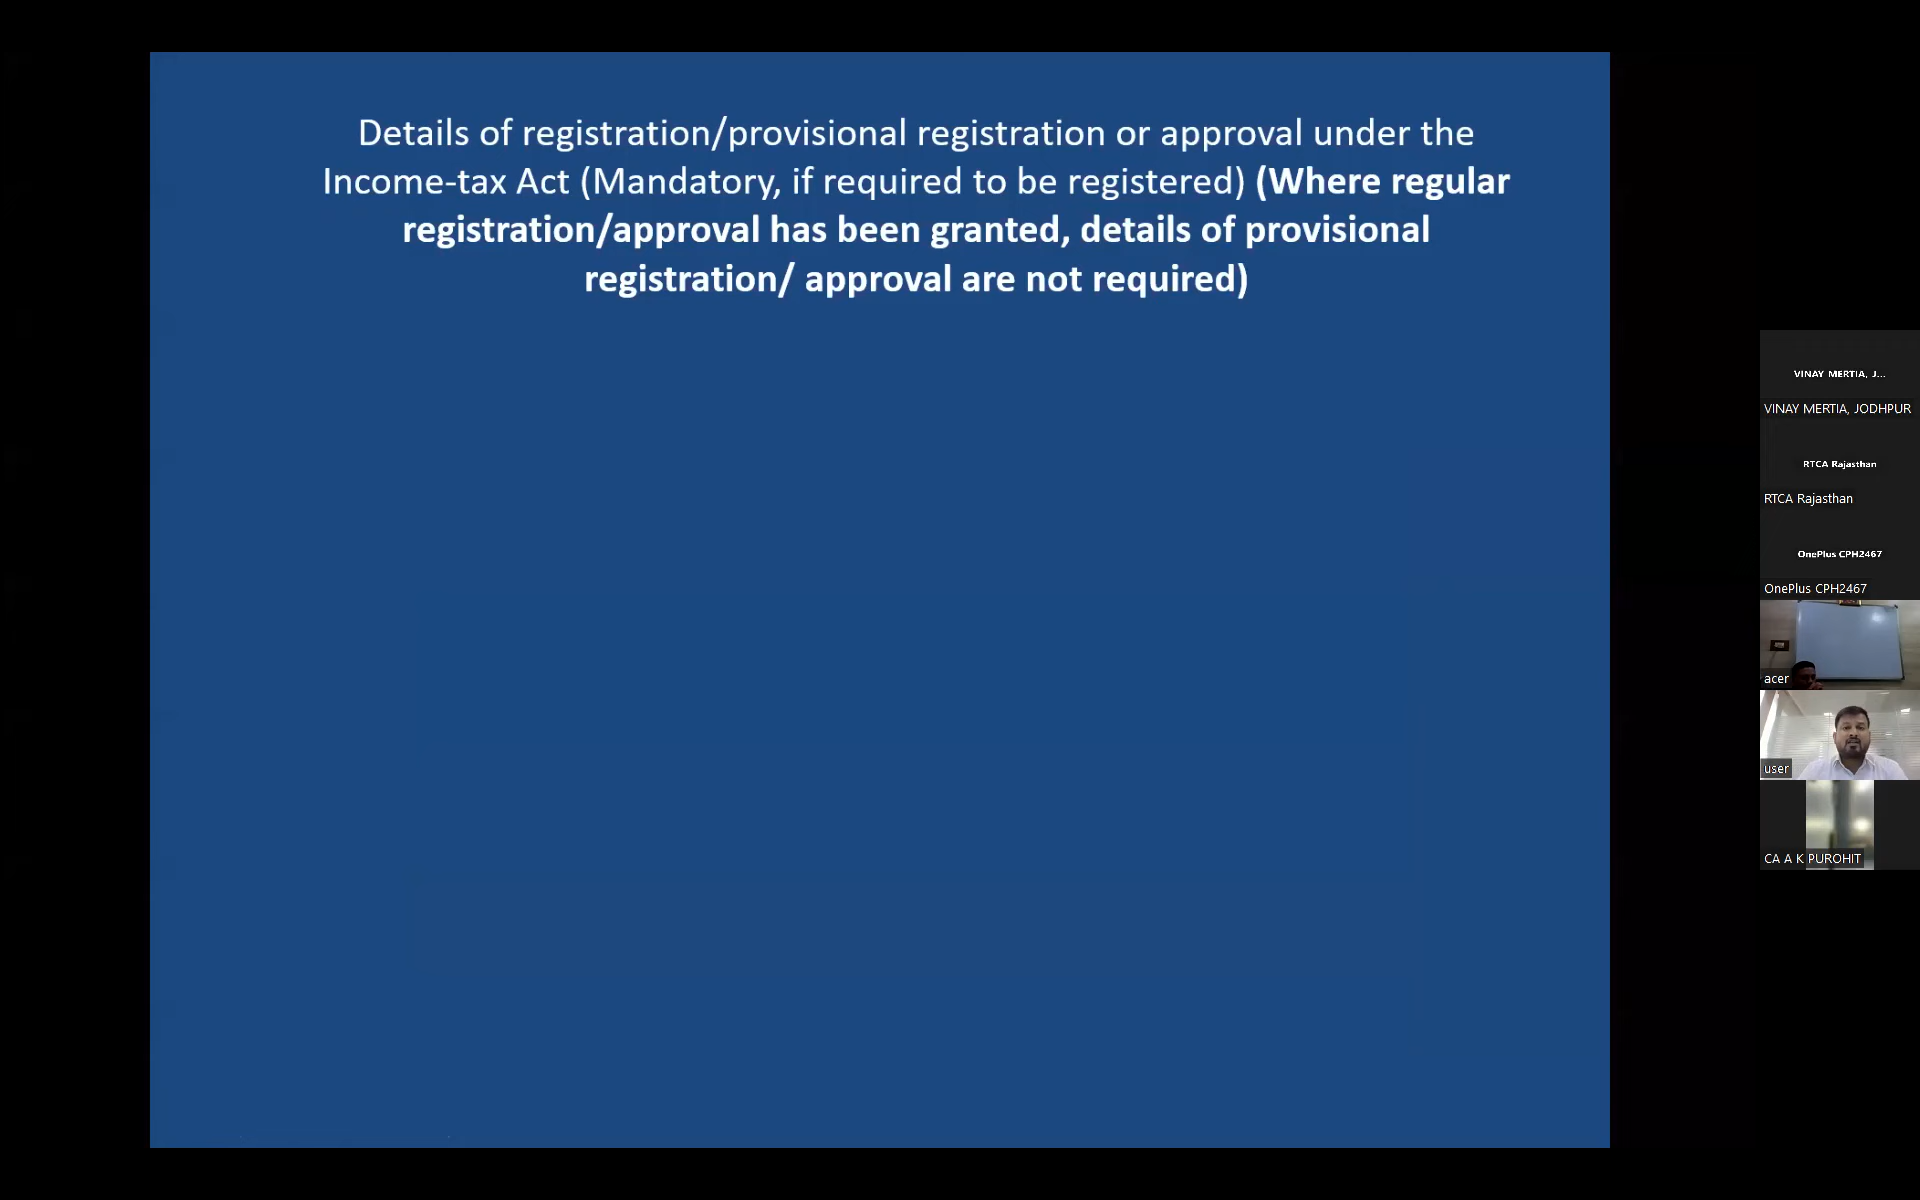 Details of registration/provisional registration or approval under the
Income-tax Act (Mandatory, if required to be registered) (Where regular
registration/approval has been granted, details of provisional
registration/ approval are not required)
VINAY MERTIA, J...
VINAY MERTIA, JODHPUR
RTCA Rajasthan
RTCA Rajasthan
OnePlus CPH2467
OnePlus CPH2467
acer
user
CA A K PUROHIT